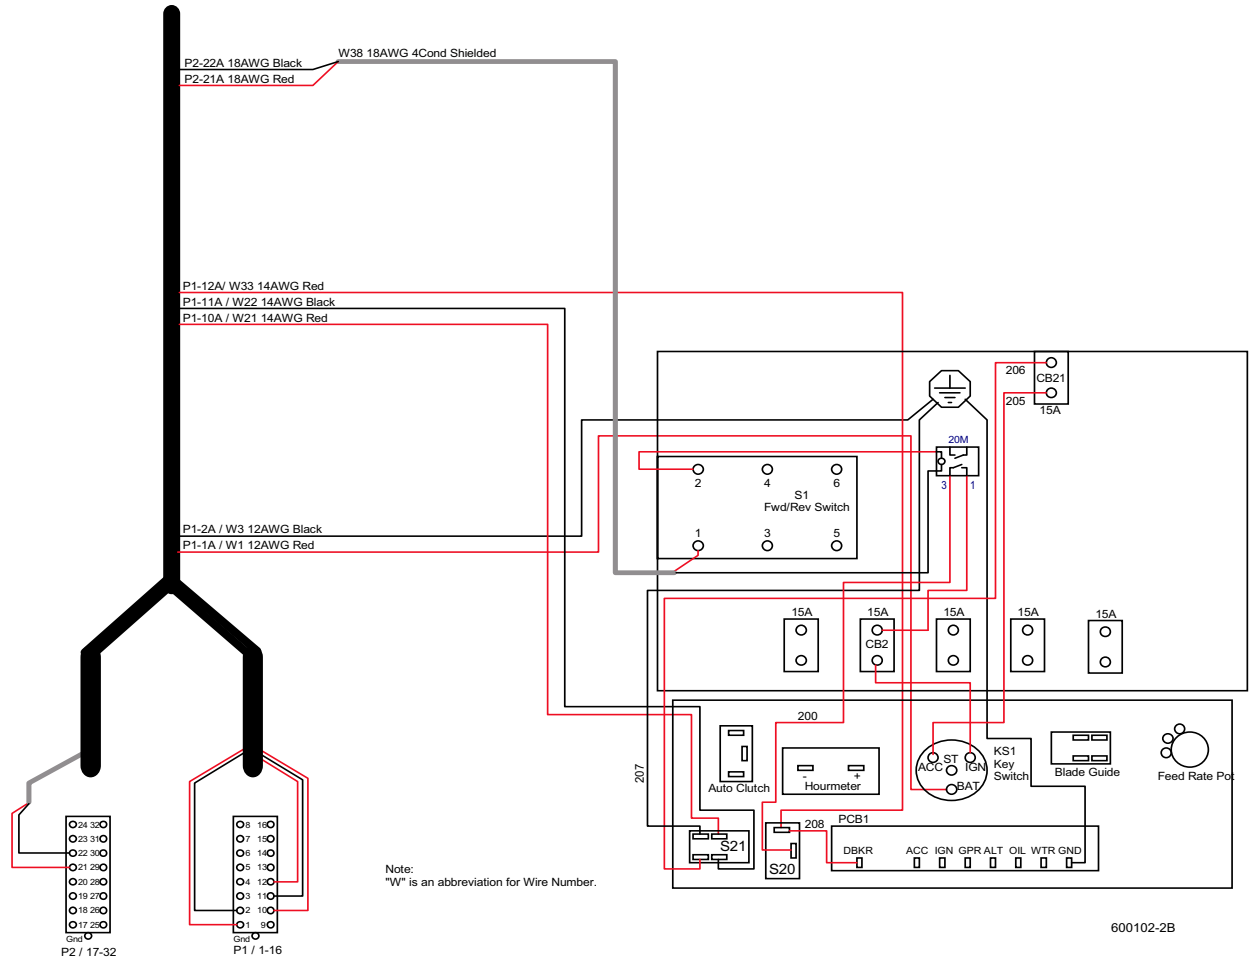 W38 18AWG 4Cond Shielded
P2-22A 18AWG Black
P2-21A 18AWG Red
P1-12A/ W33 14AWG Red
P1-11A / W22 14AWG Black
P1-10A / W21 14AWG Red
206
CB21
205
15A
20M
3 1
2 4 6
S1
Fwd/Rev Switch
1 3 5
P1-2A / W3 12AWG Black
P1-1A / W1 12AWG Red
15A 15A 15A 15A 15A
CB2
200
207
Auto Clutch
- +
Hourmeter
ACC ST IGN
BAT
KS1
Key
Switch
Blade Guide
Feed Rate Pot
S21
208
S20
PCB1
DBKR ACC IGN GPR ALT OIL WTR GND
24 32
23 31
22 30
21 29
20 28
19 27
18 26
17 25
Gnd
P2 / 17-32
8 16
7 15
6 14
5 13
4 12
3 11
2 10
1 9
Gnd
P1 / 1-16
Note:
"W" is an abbreviation for Wire Number.
600102-2B